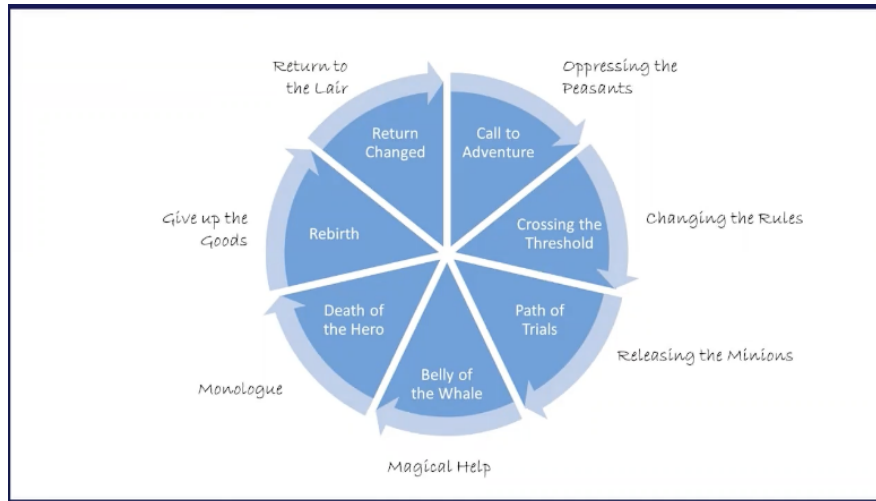 Return to
the Lair
Oppressing the
Peasants
Return
Changed
Call to
Adventure
Give up the
Goods
Rebirth
Crossing the
Threshold
Changing the Rules
Death of
the Hero
Path of
Trials
Releasing the Minions
Belly of
the Whale
Monologue
Magical Help